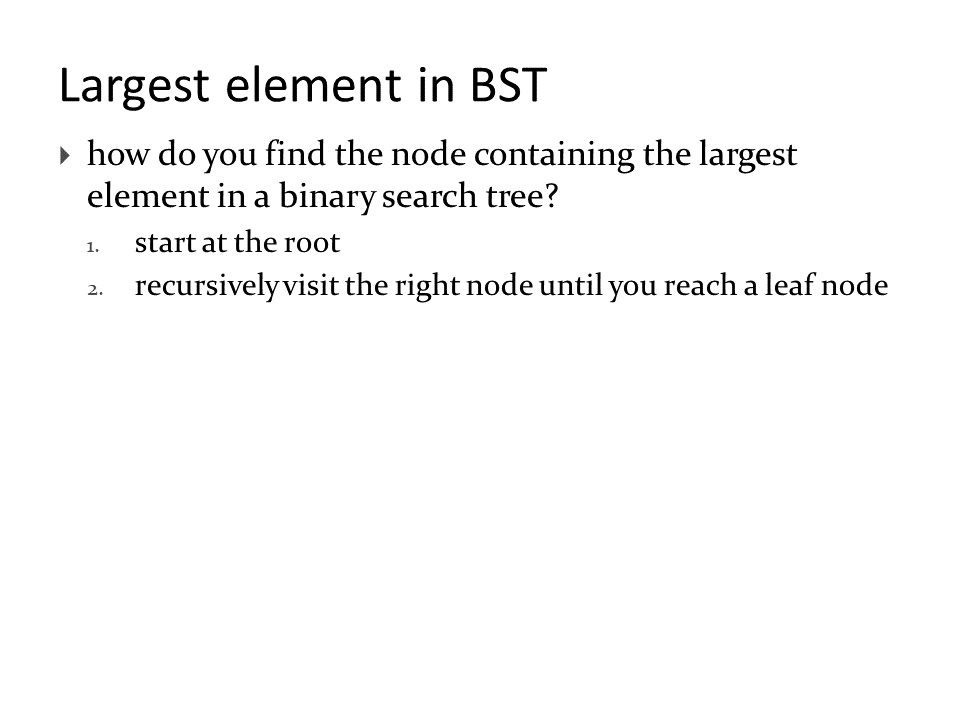 Largest element in BST
how do you find the node containing the largest
element in a binary search tree?
1. start at the root
2. recursively visit the right node until you reach a leaf node